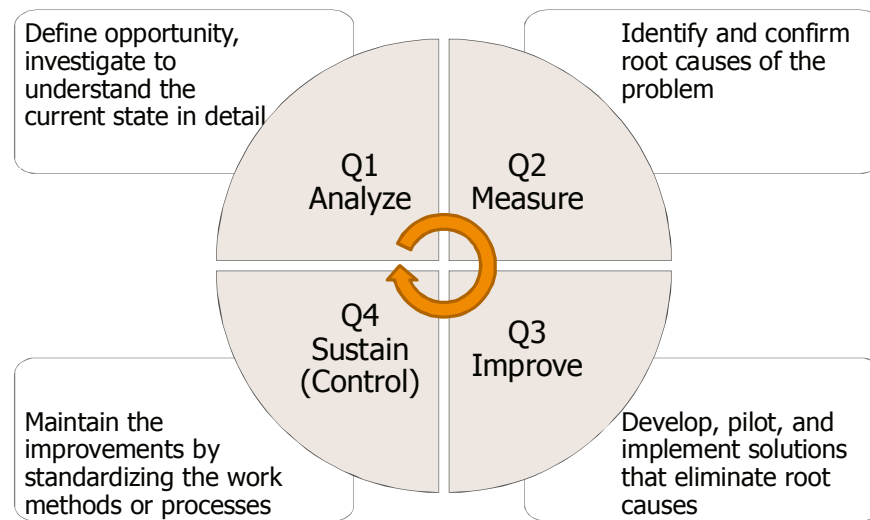 Define opportunity,
investigate to
understand the
current state in detail
Identify and confirm
root causes of the
problem
Q1
Analyze
Q2
Measure
Q4
Sustain
(Control)
Q3
Improve
Maintain the
improvements by
standardizing the work
methods or processes
Develop, pilot, and
implement solutions
that eliminate root
causes